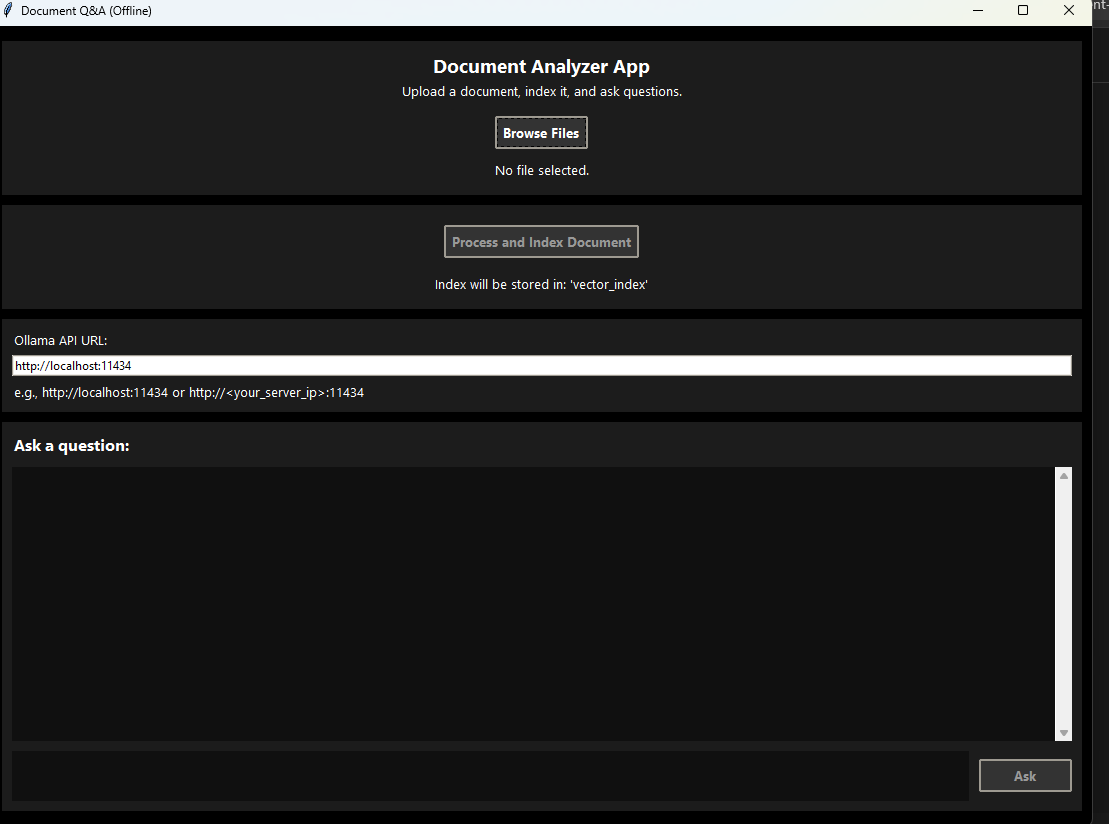 Document Q&A (Offline)
nt-
Document Analyzer App
Upload a document, index it, and ask questions.
Browse Files
No file selected.
Process and Index Document
Index will be stored in: 'vector_index'
Ollama API URL:
http://localhost:11434
e.g., http://localhost:11434 or http://<your_server_ip>:11434
Ask a question:
Ask